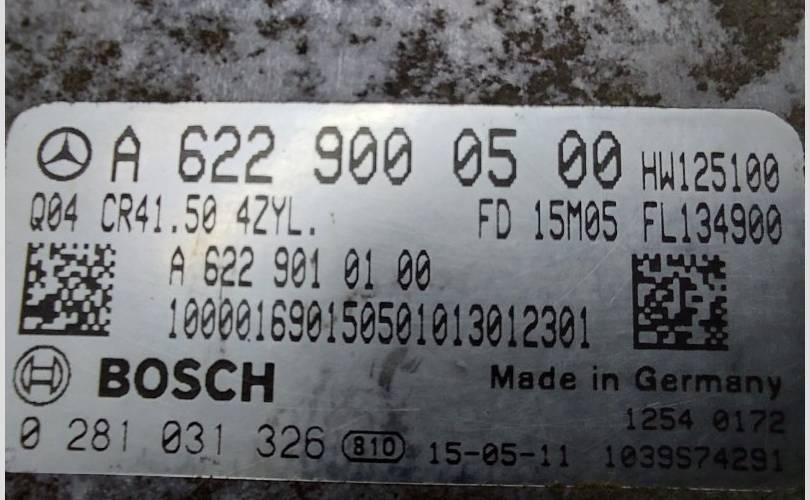 A 622 900 05 00 HW125100
Q04 CR41.50 4ZYL. FD 15M05 FL134900
A 622 901 01 00
100001690150501013012301
BOSCH Made in Germany
1254 0172
0 281 031 326 810 15-05-11 1039S74291